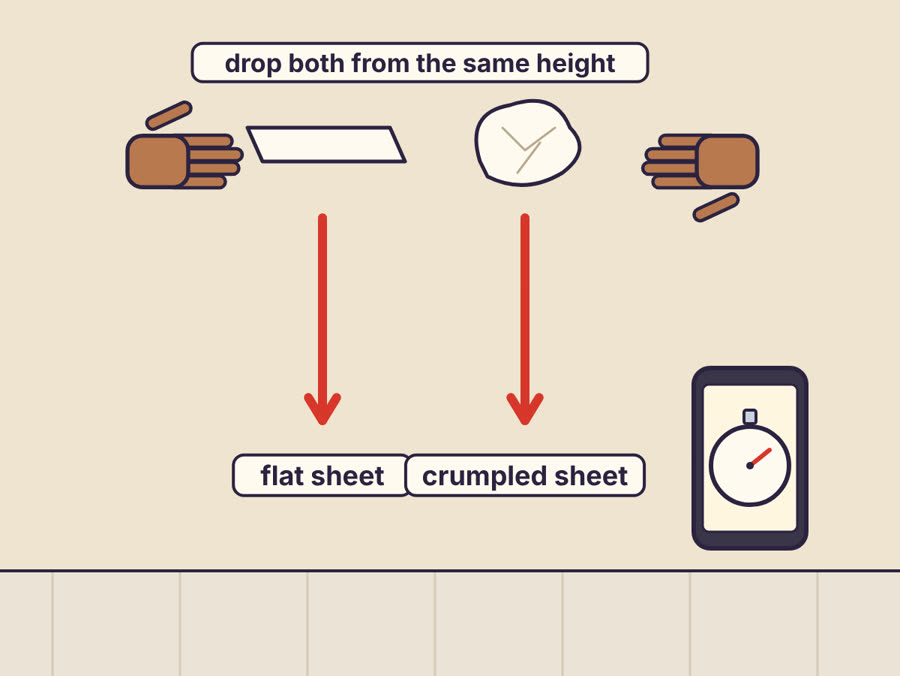 drop both from the same height
flat sheet
crumpled sheet